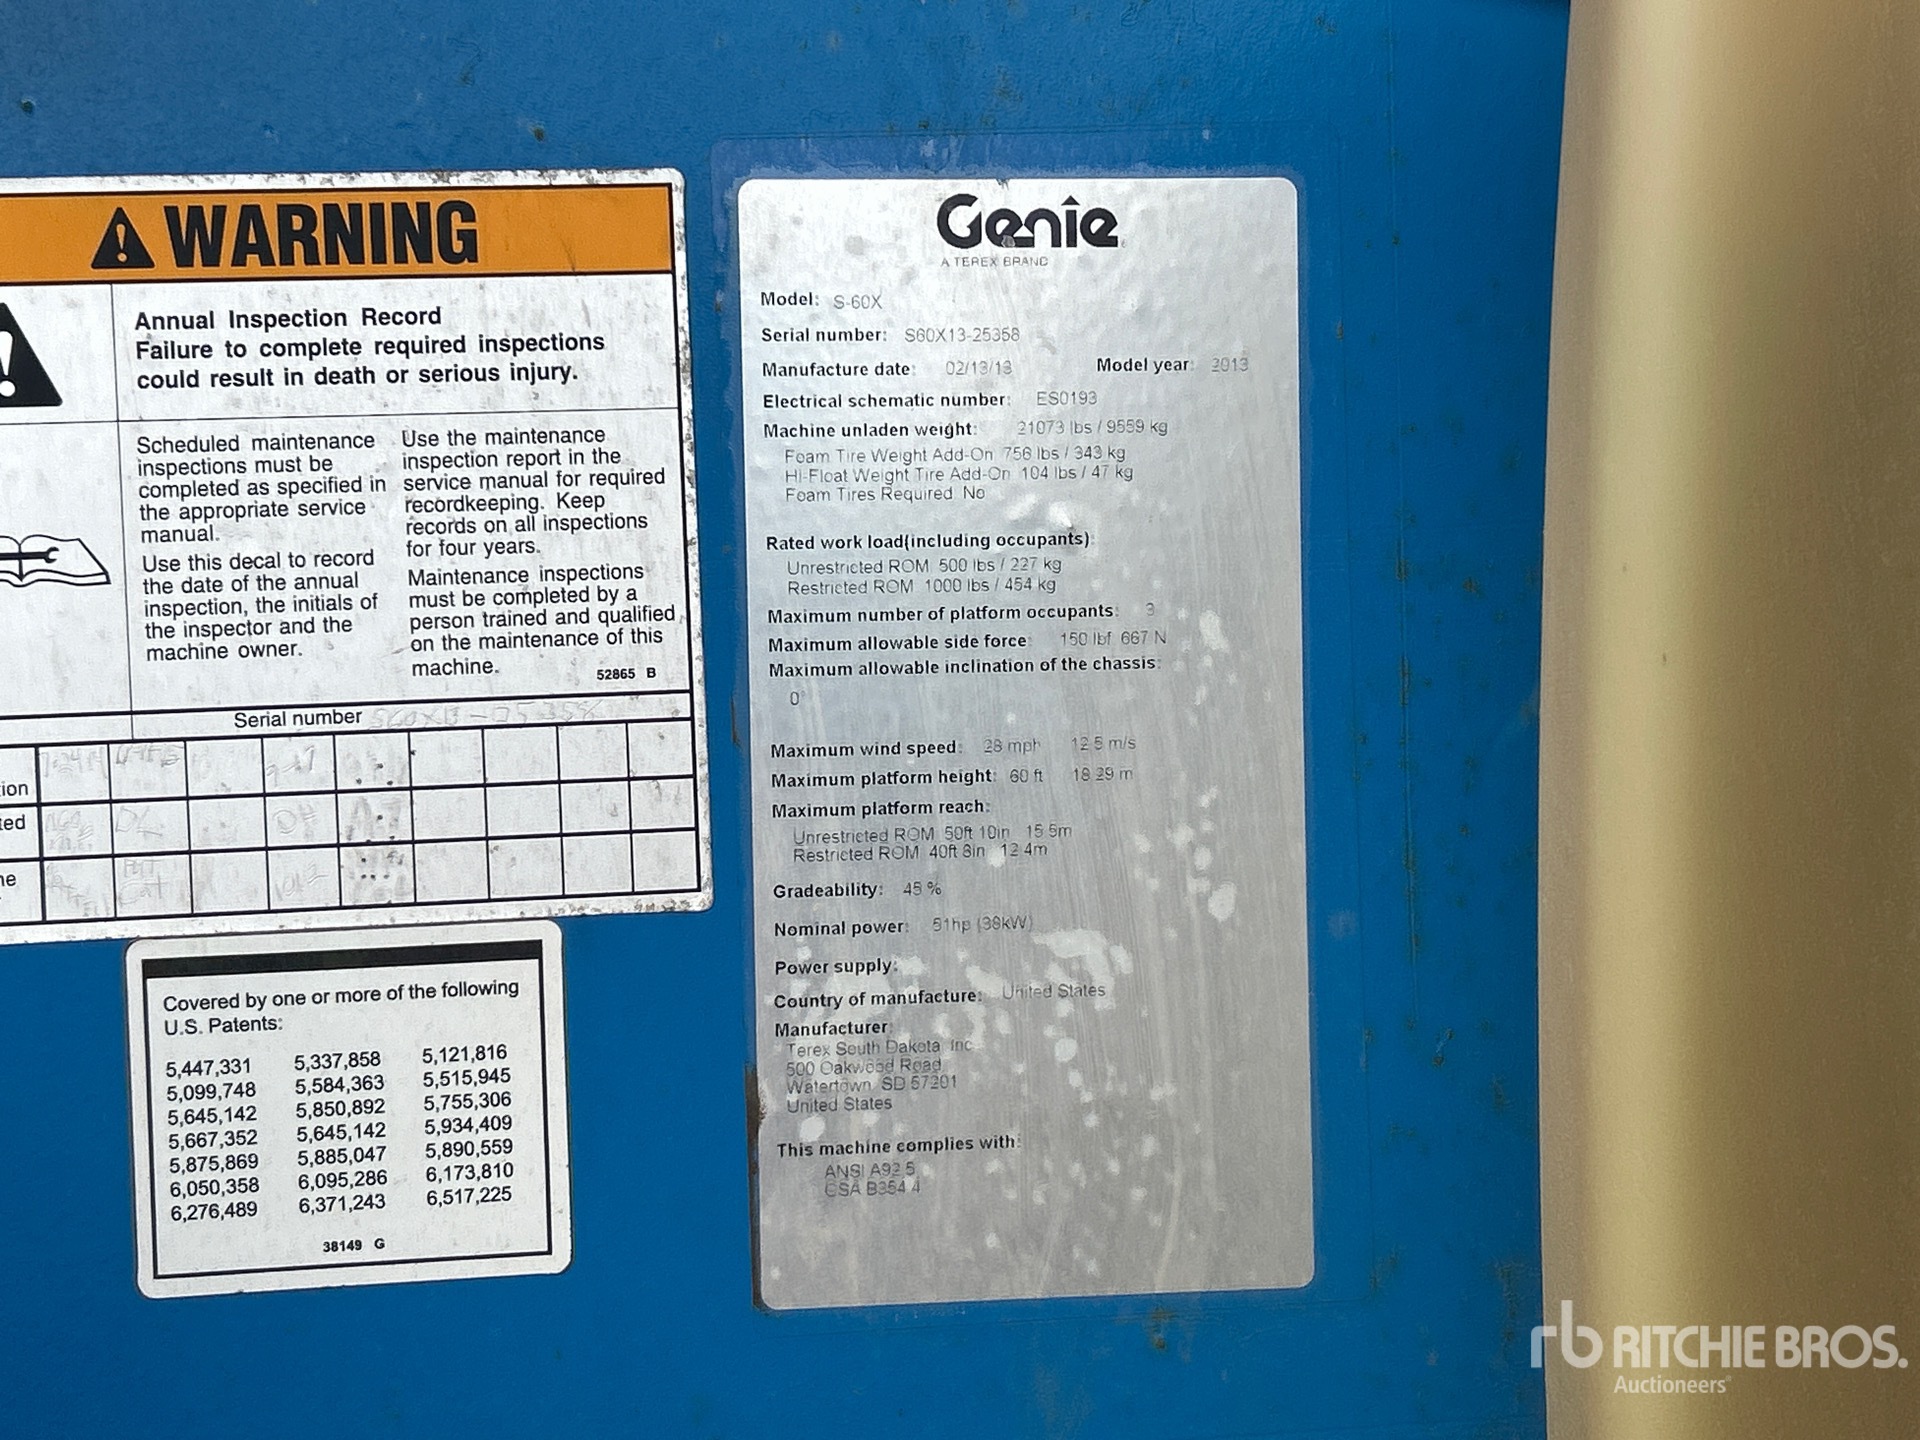 WARNING
Annual Inspection Record
Failure to complete required inspections
could result in death or serious injury.
Scheduled maintenance
inspections must be
completed as specified in
the appropriate service
manual.
Use this decal to record
the date of the annual
inspection, the initials of
the inspector and the
machine owner.
Use the maintenance
inspection report in the
service manual for required
recordkeeping. Keep
records on all inspections
for four years.
Maintenance inspections
must be completed by a
person trained and qualified
on the maintenance of this
machine.
52865 B
Serial number
Covered by one or more of the following
U.S. Patents:
5,447,331 5,337,858 5,121,816
5,099,748 5,584,363 5,515,945
5,645,142 5,850,892 5,755,306
5,667,352 5,645,142 5,934,409
5,875,869 5,885,047 5,890,559
6,050,358 6,095,286 6,173,810
6,276,489 6,371,243 6,517,225
38149 G
Genie
A TEREX BRAND
Model: S-60X
Serial number: S60X13-25358
Manufacture date: 02/13/13 Model year: 2013
Electrical schematic number: ES0193
Machine unladen weight: 21073 lbs / 9559 kg
Foam Tire Weight Add-On 756 lbs / 343 kg
Hi-Float Weight Tire Add-On 104 lbs / 47 kg
Foam Tires Required No
Rated work load(including occupants):
Unrestricted ROM 500 lbs / 227 kg
Restricted ROM 1000 lbs / 454 kg
Maximum number of platform occupants: 3
Maximum allowable side force: 150 lbf 667 N
Maximum allowable inclination of the chassis:
0°
Maximum wind speed: 28 mph 12.5 m/s
Maximum platform height: 60 ft 18.29 m
Maximum platform reach:
Unrestricted ROM 50ft 10in 15.5m
Restricted ROM 40ft 8in 12.4m
Gradeability: 45 %
Nominal power: 51hp (38kW)
Power supply:
Country of manufacture: United States
Manufacturer:
Terex South Dakota, Inc
500 Oakwood Road
Watertown, SD 57201
United States
This machine complies with:
ANSI A92.5
CSA B354.4
rb RITCHIE BROS.
Auctioneers